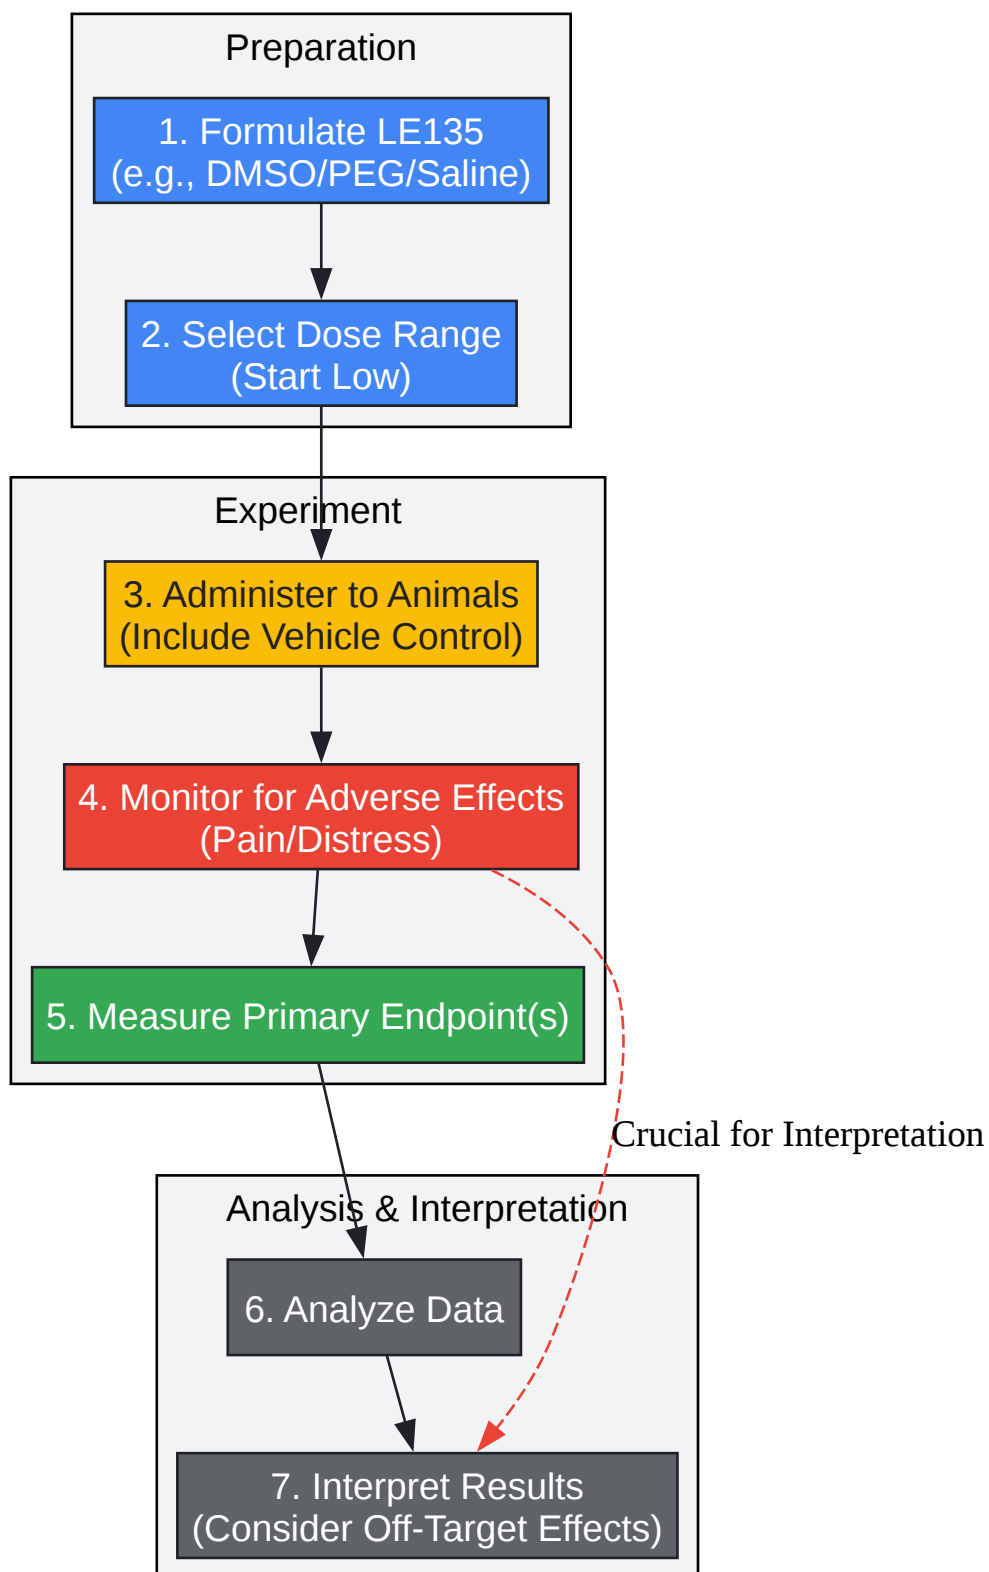 Preparation
1. Formulate LE135
(e.g., DMSO/PEG/Saline)
2. Select Dose Range
(Start Low)
Experiment
3. Administer to Animals
(Include Vehicle Control)
4. Monitor for Adverse Effects
(Pain/Distress)
5. Measure Primary Endpoint(s)
Crucial for Interpretation
Analysis & Interpretation
6. Analyze Data
7. Interpret Results
(Consider Off-Target Effects)